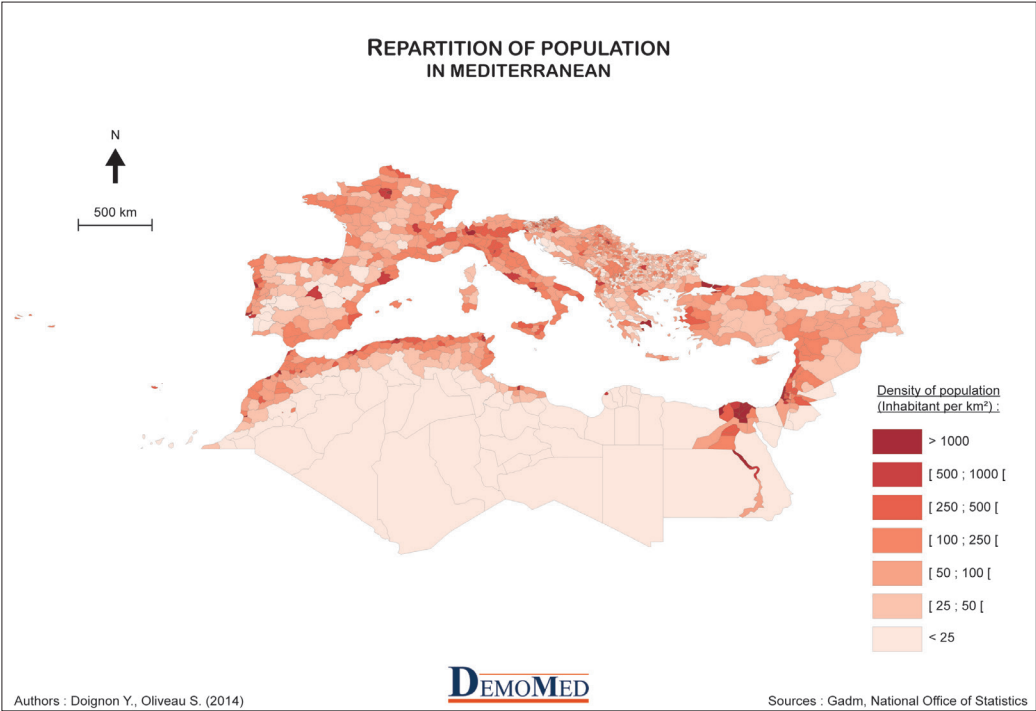 REPARTITION OF POPULATION
IN MEDITERRANEAN
N
500 km
Density of population
(Inhabitant per km²) :
> 1000
[ 500 ; 1000 [
[ 250 ; 500 [
[ 100 ; 250 [
[ 50 ; 100 [
[ 25 ; 50 [
< 25
Authors : Doignon Y., Oliveau S. (2014)
DEMOMED
Sources : Gadm, National Office of Statistics